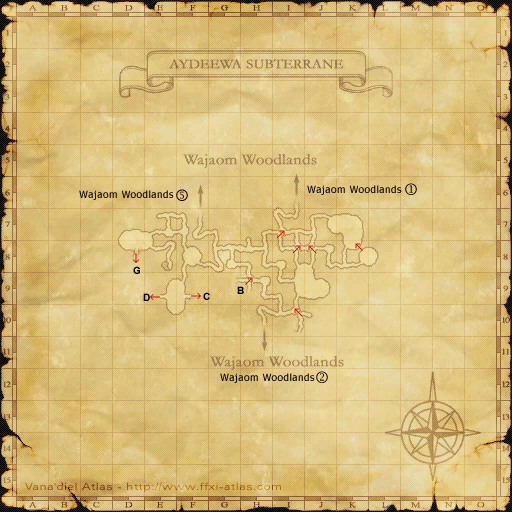 A B C D E F G H I J K L M N O
AYDEEWA SUBTERRANE
Wajaom Woodlands
Wajaom Woodlands ⑤
Wajaom Woodlands ①
G
D
C
B
Wajaom Woodlands
Wajaom Woodlands ②
Vana'diel Atlas - http://www.ffxi-atlas.com
1
2
3
4
5
6
7
8
9
10
11
12
13
14
15